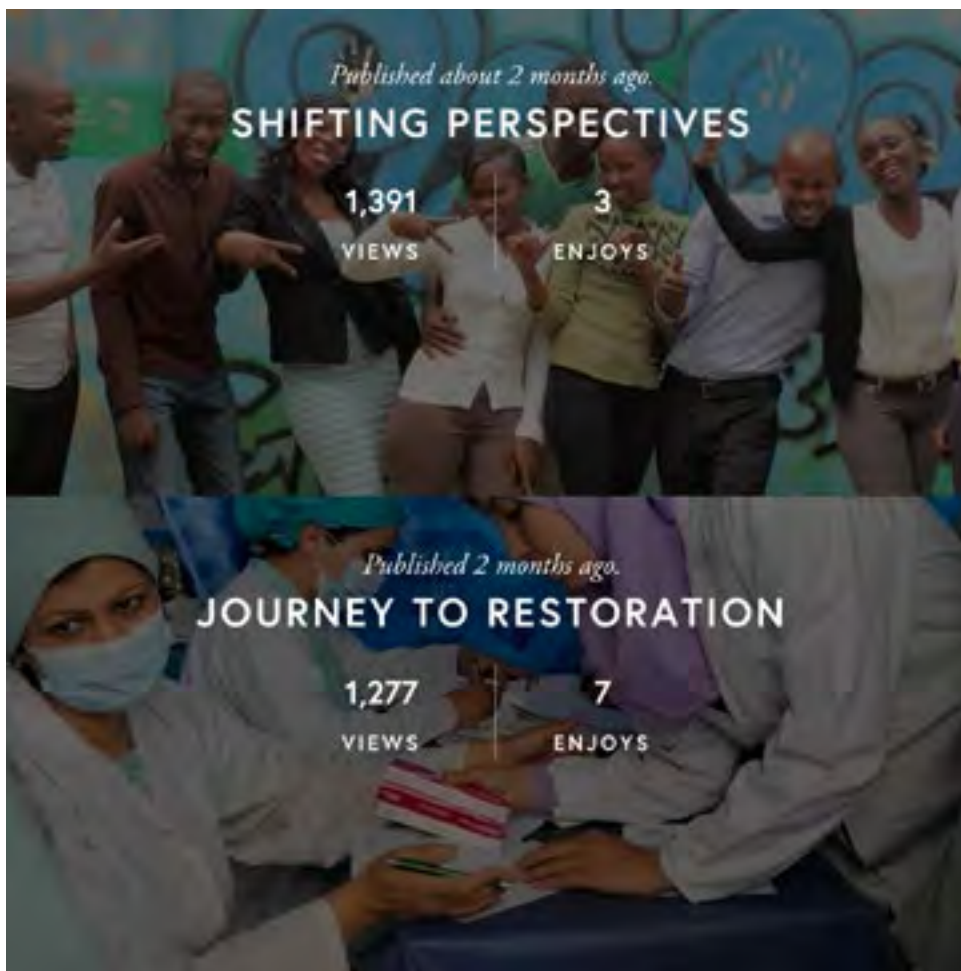 Published about 2 months ago.
SHIFTING PERSPECTIVES
1,391
3
VIEWS
ENJOYS
Published 2 months ago.
JOURNEY TO RESTORATION
1,277
7
VIEWS
ENJOYS